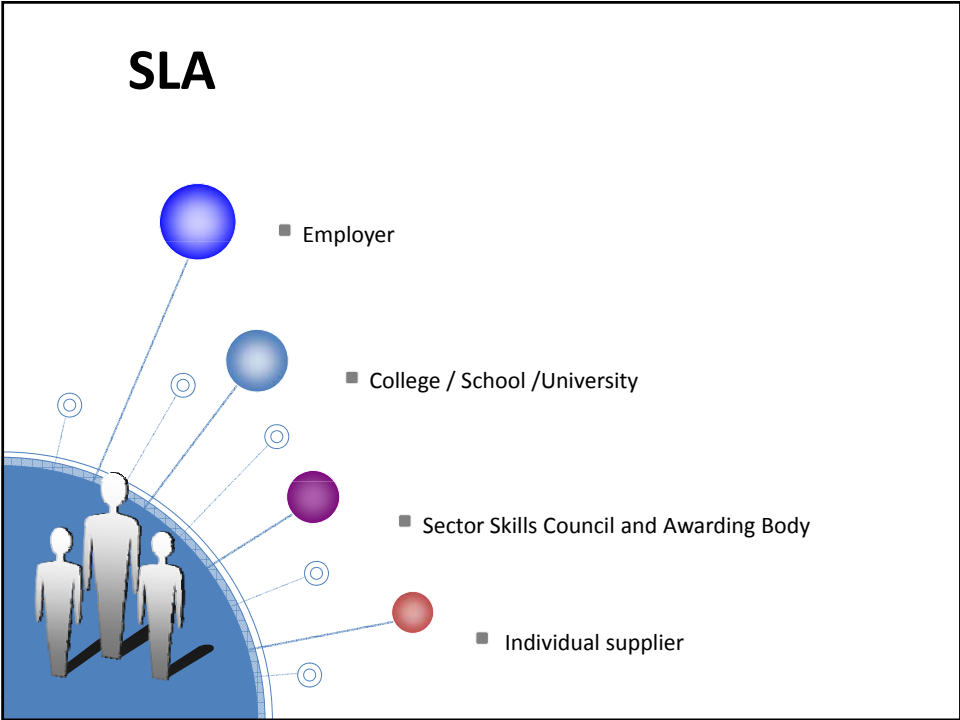 SLA
Employer
College / School /University
Sector Skills Council and Awarding Body
Individual supplier